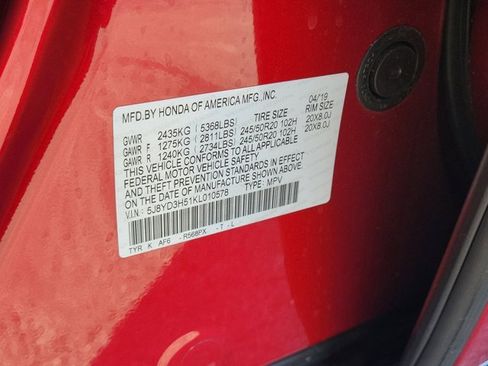 MFD.BY HONDA OF AMERICA MFG.,INC. 04/19
GVWR 2435KG (5368LBS) TIRE SIZE RIM SIZE
GAWR F 1275KG (2811LBS) 245/50R20 102H 20X8.0J
GAWR R 1240KG (2734LBS) 245/50R20 102H 20X8.0J
THIS VEHICLE CONFORMS TO ALL APPLICABLE
FEDERAL MOTOR VEHICLE SAFETY
AND THEFT PREVENTION STANDARDS IN EFFECT
ON THE DATE OF MANUFACTURE SHOWN ABOVE.
V.I.N.: 5J8YD3H51KL010578 TYPE: MPV
TYR K AF6 - R568PX - T - L